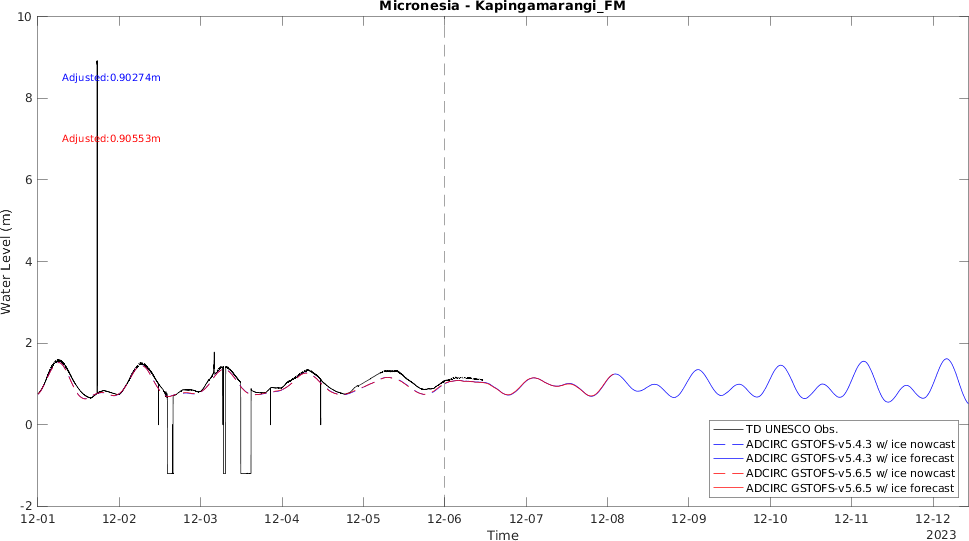 Micronesia - Kapingamarangi_FM
10
8
6
4
2
0
-2
Water Level (m)
Adjusted:0.90274m
Adjusted:0.90553m
TD UNESCO Obs.
ADCIRC GSTOFS-v5.4.3 w/ ice nowcast
ADCIRC GSTOFS-v5.4.3 w/ ice forecast
ADCIRC GSTOFS-v5.6.5 w/ ice nowcast
ADCIRC GSTOFS-v5.6.5 w/ ice forecast
12-01 12-02 12-03 12-04 12-05 12-06 12-07 12-08 12-09 12-10 12-11 12-12
Time
2023